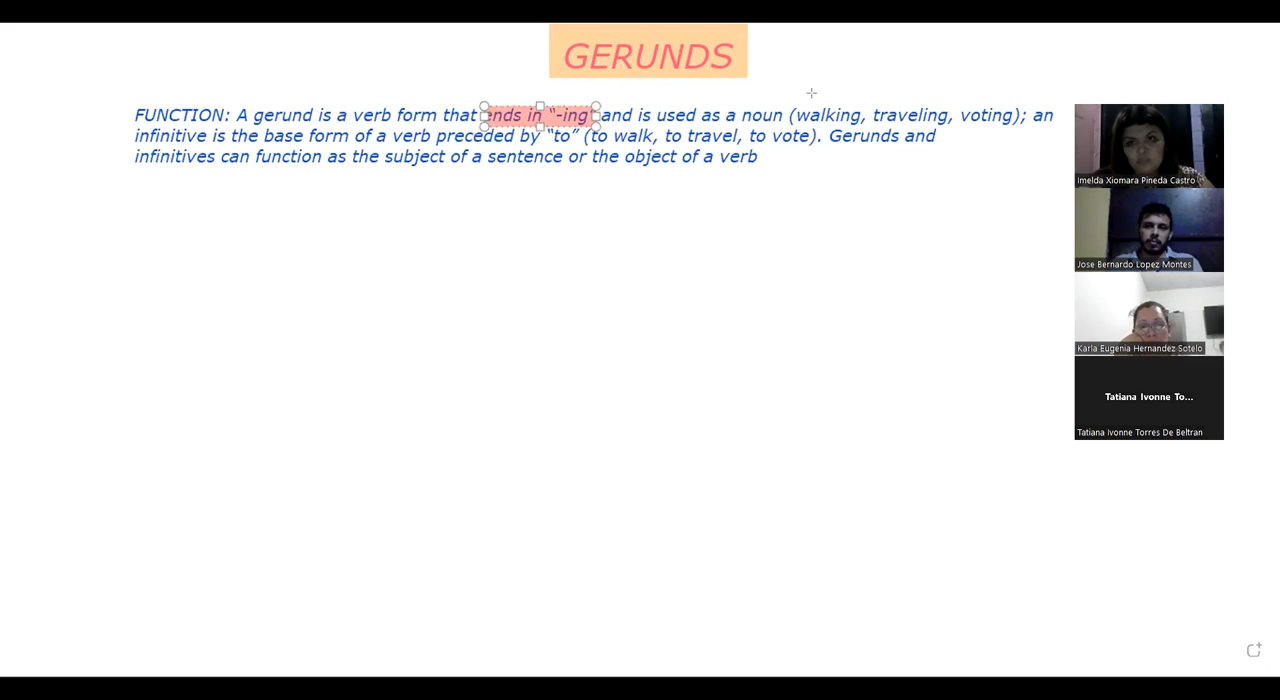 GERUNDS
FUNCTION: A gerund is a verb form that ends in “-ing” and is used as a noun (walking, traveling, voting); an
infinitive is the base form of a verb preceded by “to” (to walk, to travel, to vote). Gerunds and
infinitives can function as the subject of a sentence or the object of a verb
Imelda Xiomara Pineda Castro
Jose Bernardo Lopez Montes
Karla Eugenia Hernandez Sotelo
Tatiana Ivonne To...
Tatiana Ivonne Torres De Beltran